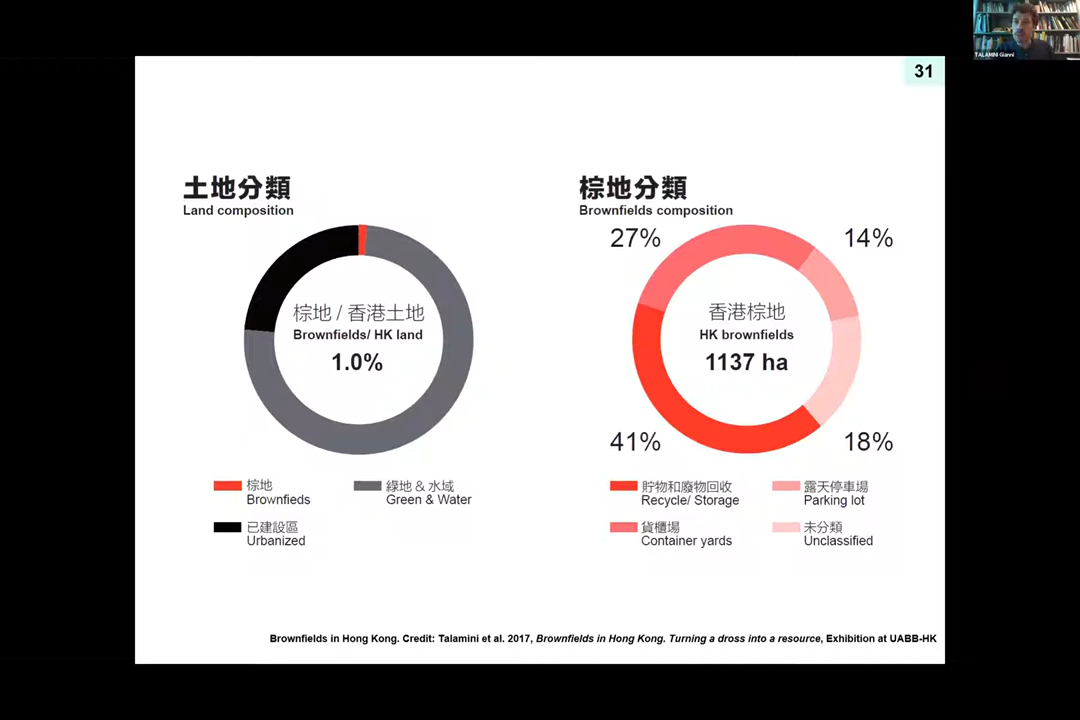 TALAMINI Gianni
31
土地分類
Land composition
棕地 / 香港土地
Brownfields/ HK land
1.0%
棕地
Brownfieds
綠地 & 水域
Green & Water
已建設區
Urbanized
棕地分類
Brownfields composition
27%
14%
香港棕地
HK brownfields
1137 ha
41%
18%
貯物和廢物回收
Recycle/ Storage
露天停車場
Parking lot
貨櫃場
Container yards
未分類
Unclassified
Brownfields in Hong Kong. Credit: Talamini et al. 2017, Brownfields in Hong Kong. Turning a dross into a resource, Exhibition at UABB-HK